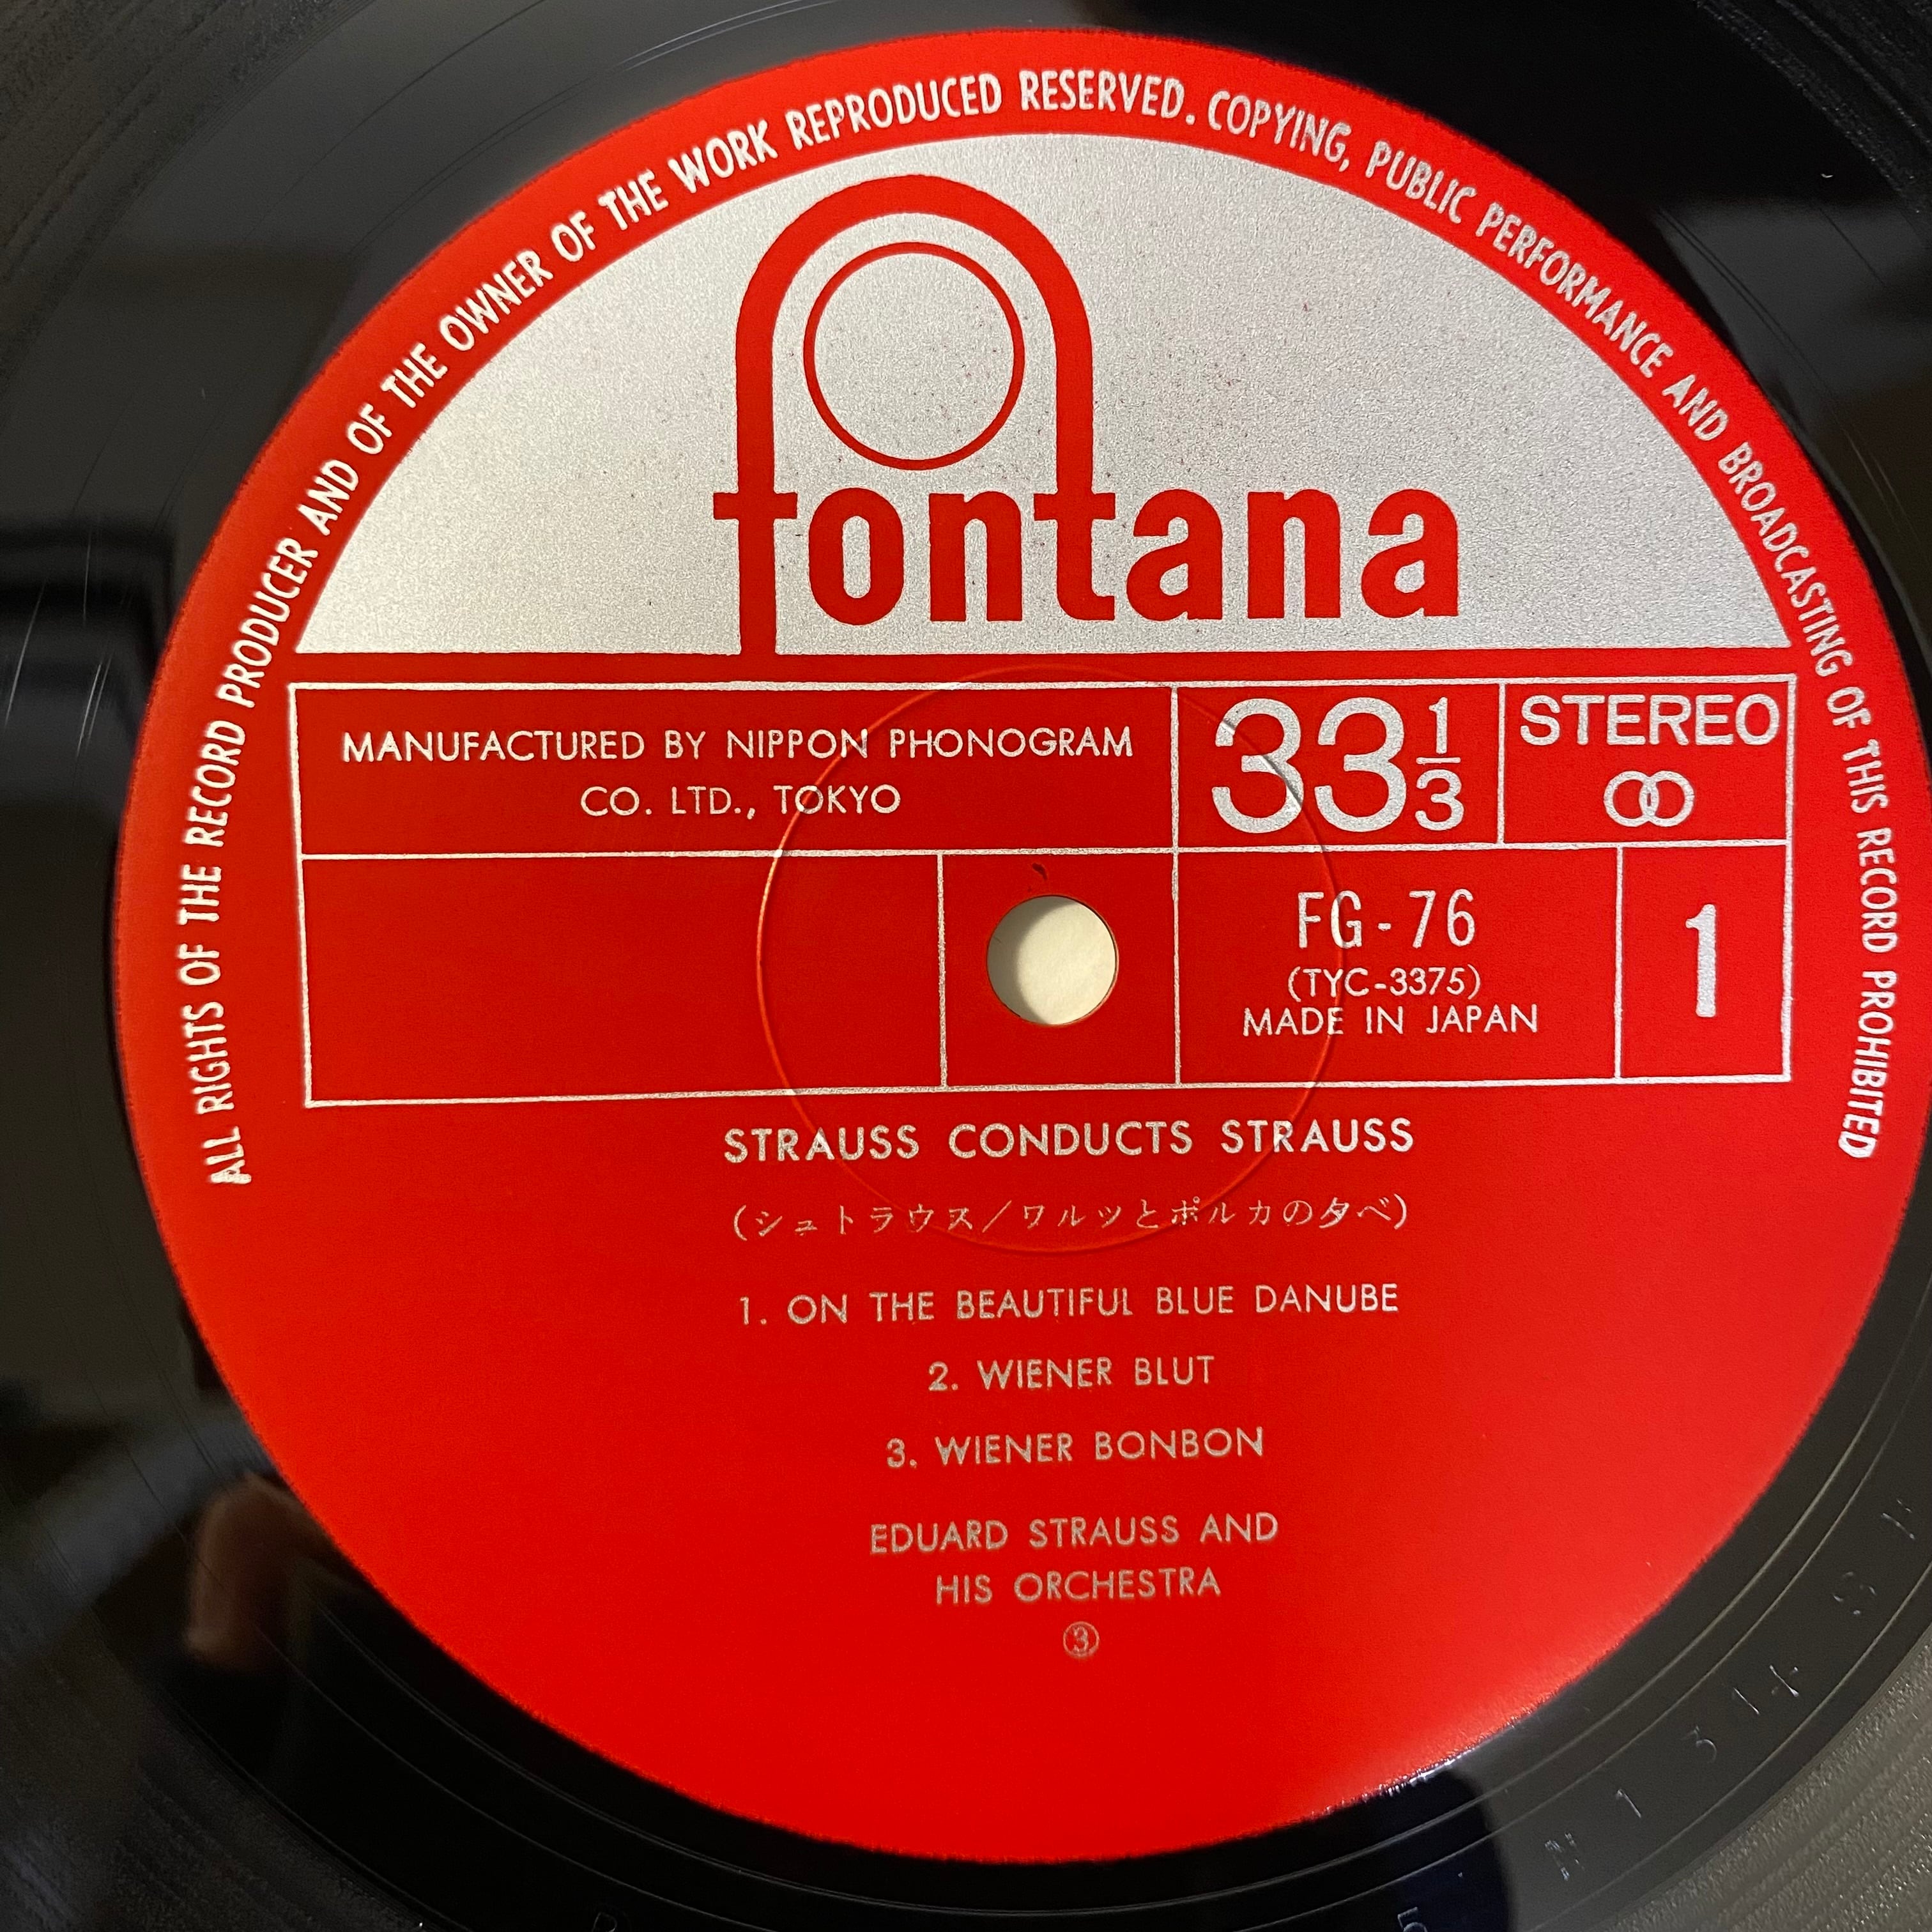 ALL RIGHTS OF THE RECORD PRODUCER AND OF THE OWNER OF THE WORK REPRODUCED RESERVED. COPYING, PUBLIC PERFORMANCE AND BROADCASTING OF THIS RECORD PROHIBITED
fontana
MANUFACTURED BY NIPPON PHONOGRAM
CO. LTD., TOKYO
33 1/3
STEREO
FG-76
(TYC-3375)
MADE IN JAPAN
1
STRAUSS CONDUCTS STRAUSS
(シュトラウス/ワルツとポルカの夕べ)
1. ON THE BEAUTIFUL BLUE DANUBE
2. WIENER BLUT
3. WIENER BONBON
EDUARD STRAUSS AND
HIS ORCHESTRA
③